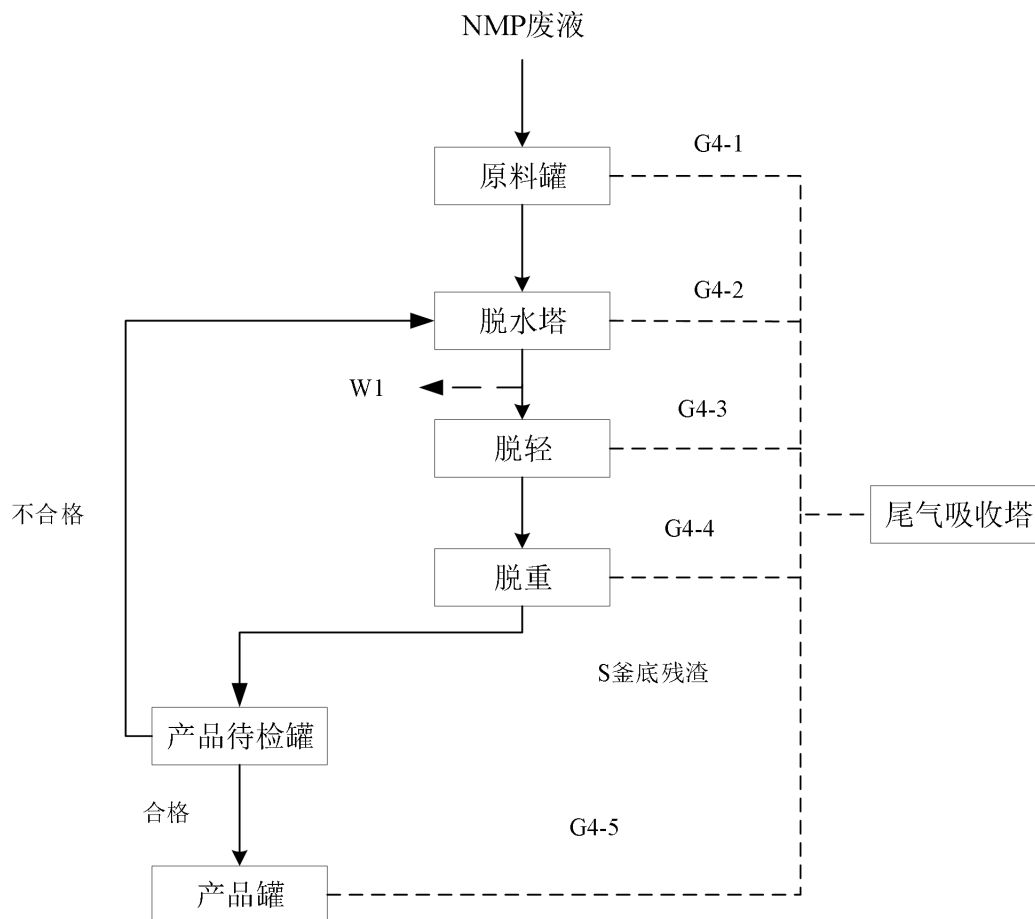 NMP废液
G4-1
原料罐
G4-2
脱水塔
W1
G4-3
脱轻
不合格
尾气吸收塔
G4-4
脱重
S釜底残渣
产品待检罐
合格
G4-5
产品罐